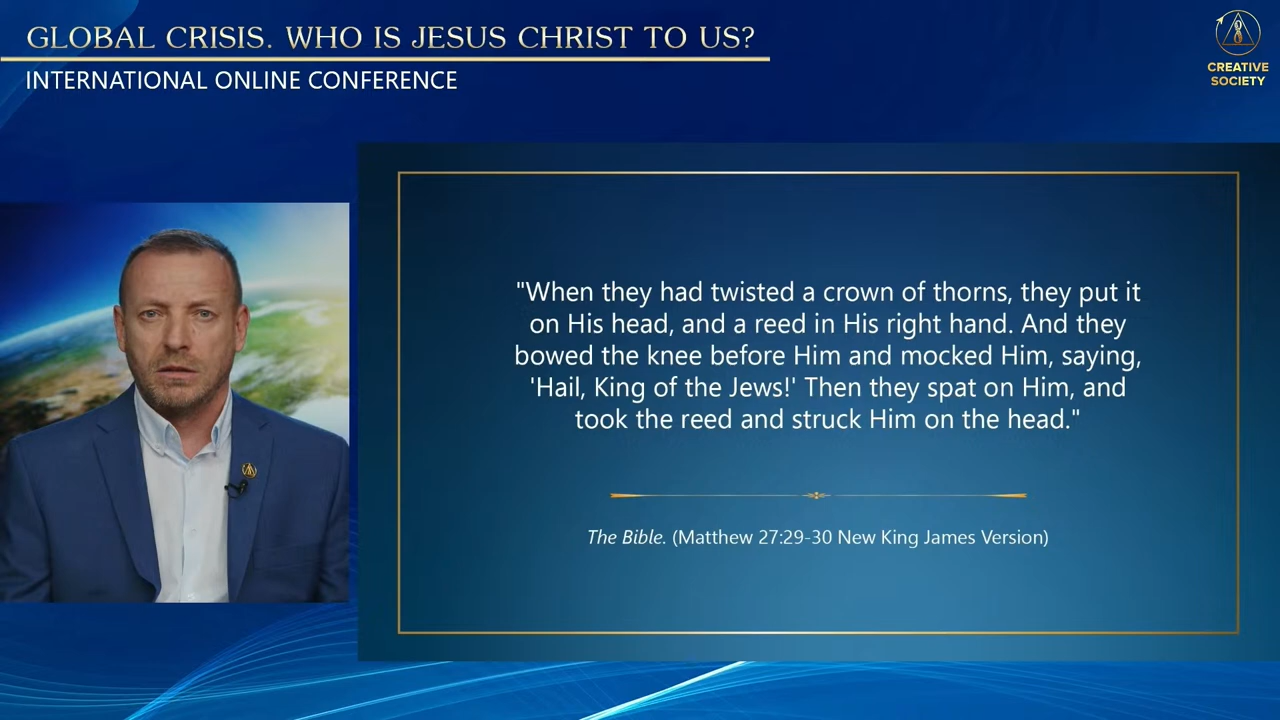 GLOBAL CRISIS. WHO IS JESUS CHRIST TO US?
INTERNATIONAL ONLINE CONFERENCE
CREATIVE
SOCIETY
"When they had twisted a crown of thorns, they put it
on His head, and a reed in His right hand. And they
bowed the knee before Him and mocked Him, saying,
'Hail, King of the Jews!' Then they spat on Him, and
took the reed and struck Him on the head."
The Bible. (Matthew 27:29-30 New King James Version)